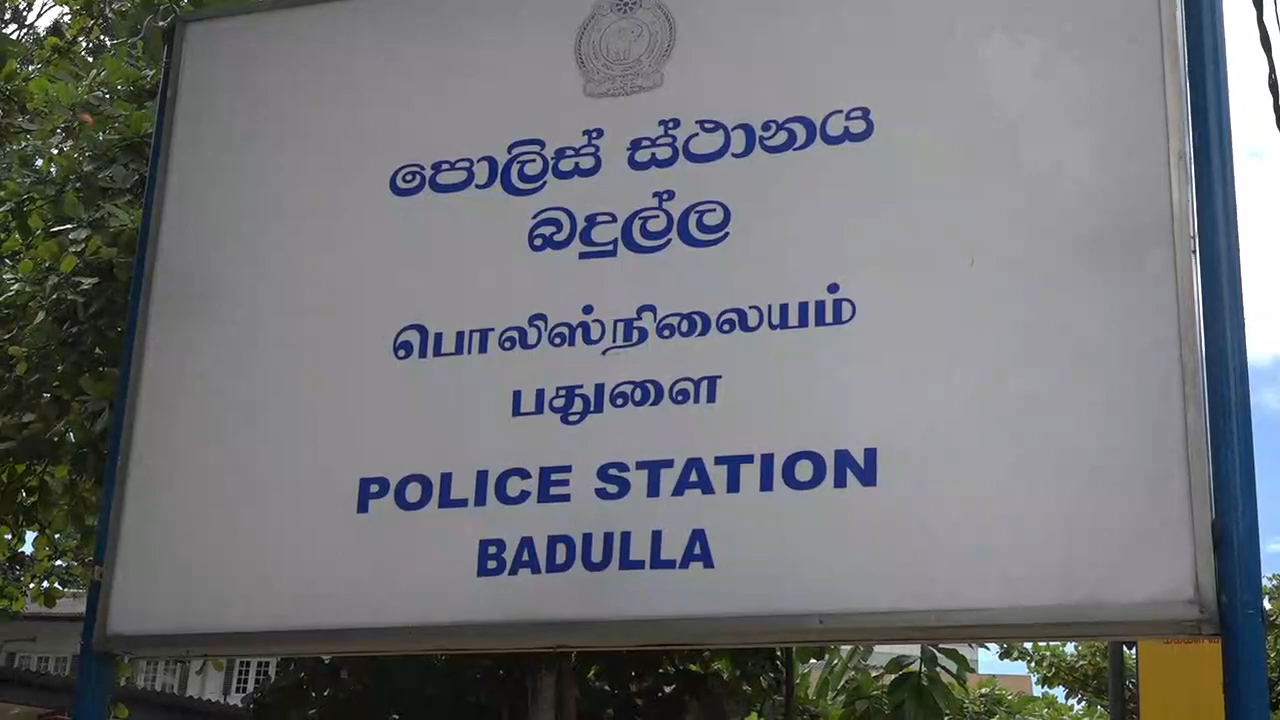 පොලිස් ස්ථානය
බදුල්ල
பொலிஸ்நிலையம்
பதுளை
POLICE STATION
BADULLA